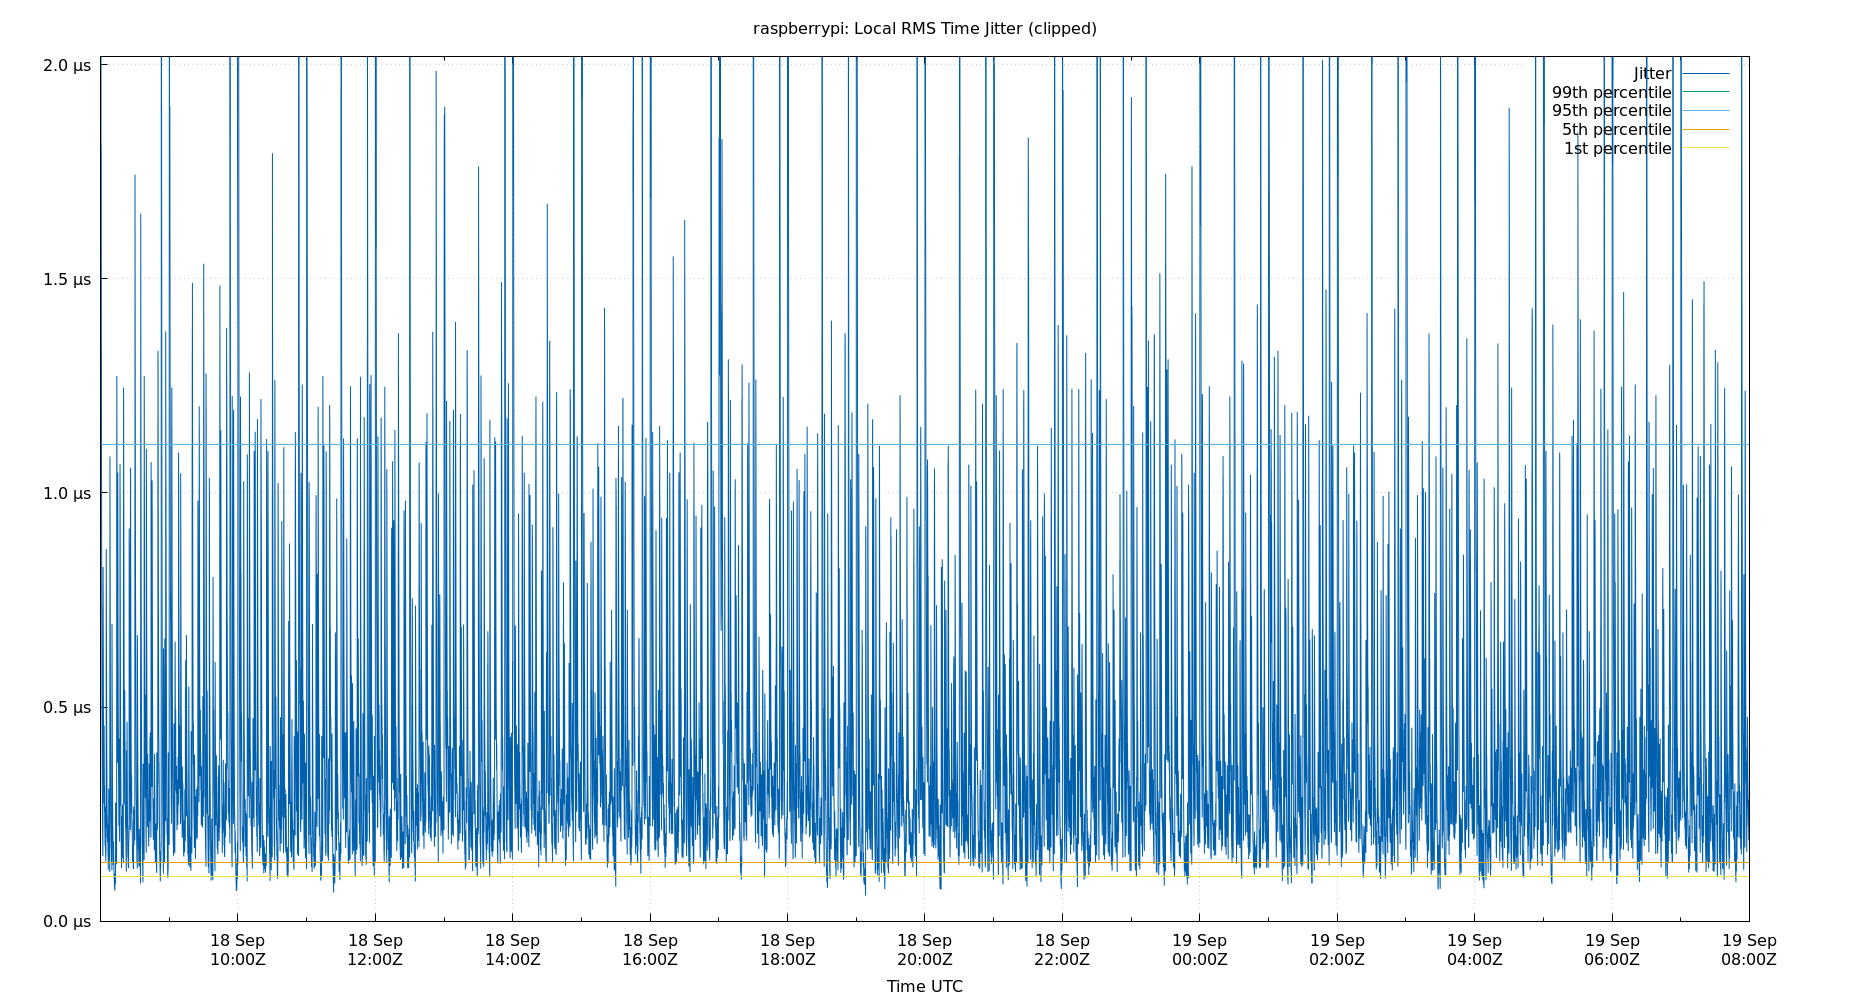 raspberrypi: Local RMS Time Jitter (clipped)
2.0 μs
1.5 μs
1.0 μs
0.5 μs
0.0 μs
Jitter
99th percentile
95th percentile
5th percentile
1st percentile
18 Sep 18 Sep 18 Sep 18 Sep 18 Sep 18 Sep 18 Sep 19 Sep 19 Sep 19 Sep 19 Sep 19 Sep
10:00Z 12:00Z 14:00Z 16:00Z 18:00Z 20:00Z 22:00Z 00:00Z 02:00Z 04:00Z 06:00Z 08:00Z
Time UTC